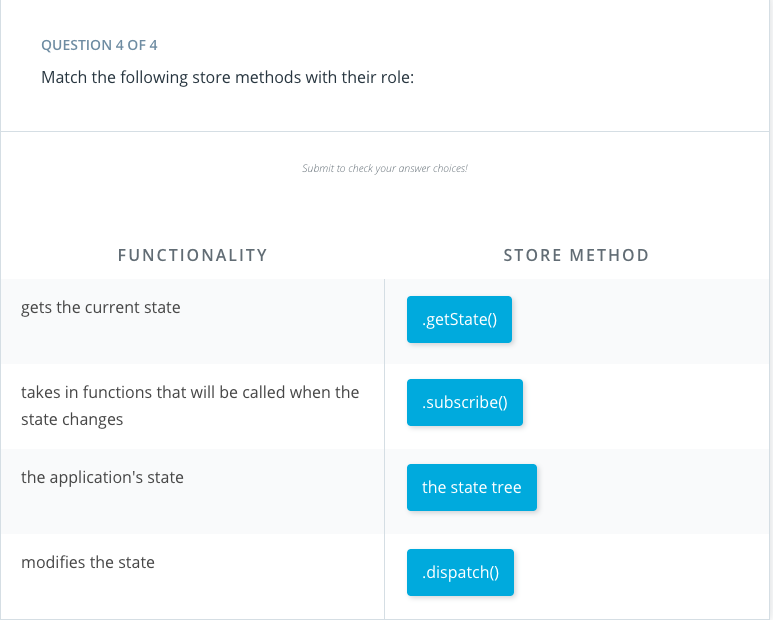 QUESTION 4 OF 4
Match the following store methods with their role:
Submit to check your answer choices!
FUNCTIONALITY
STORE METHOD
gets the current state
.getState()
takes in functions that will be called when the
state changes
.subscribe()
the application's state
the state tree
modifies the state
.dispatch()